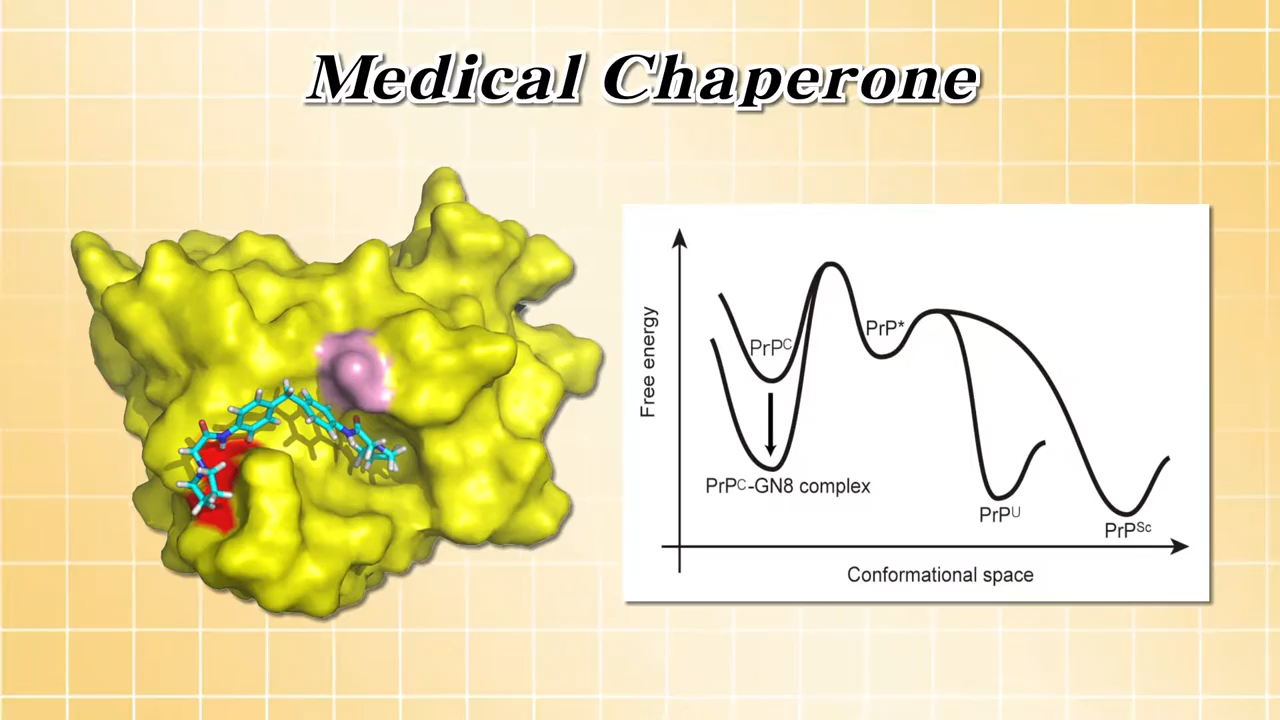 Medical Chaperone
Free energy
PrPC
PrP*
PrPC-GN8 complex
PrPU
PrPSc
Conformational space